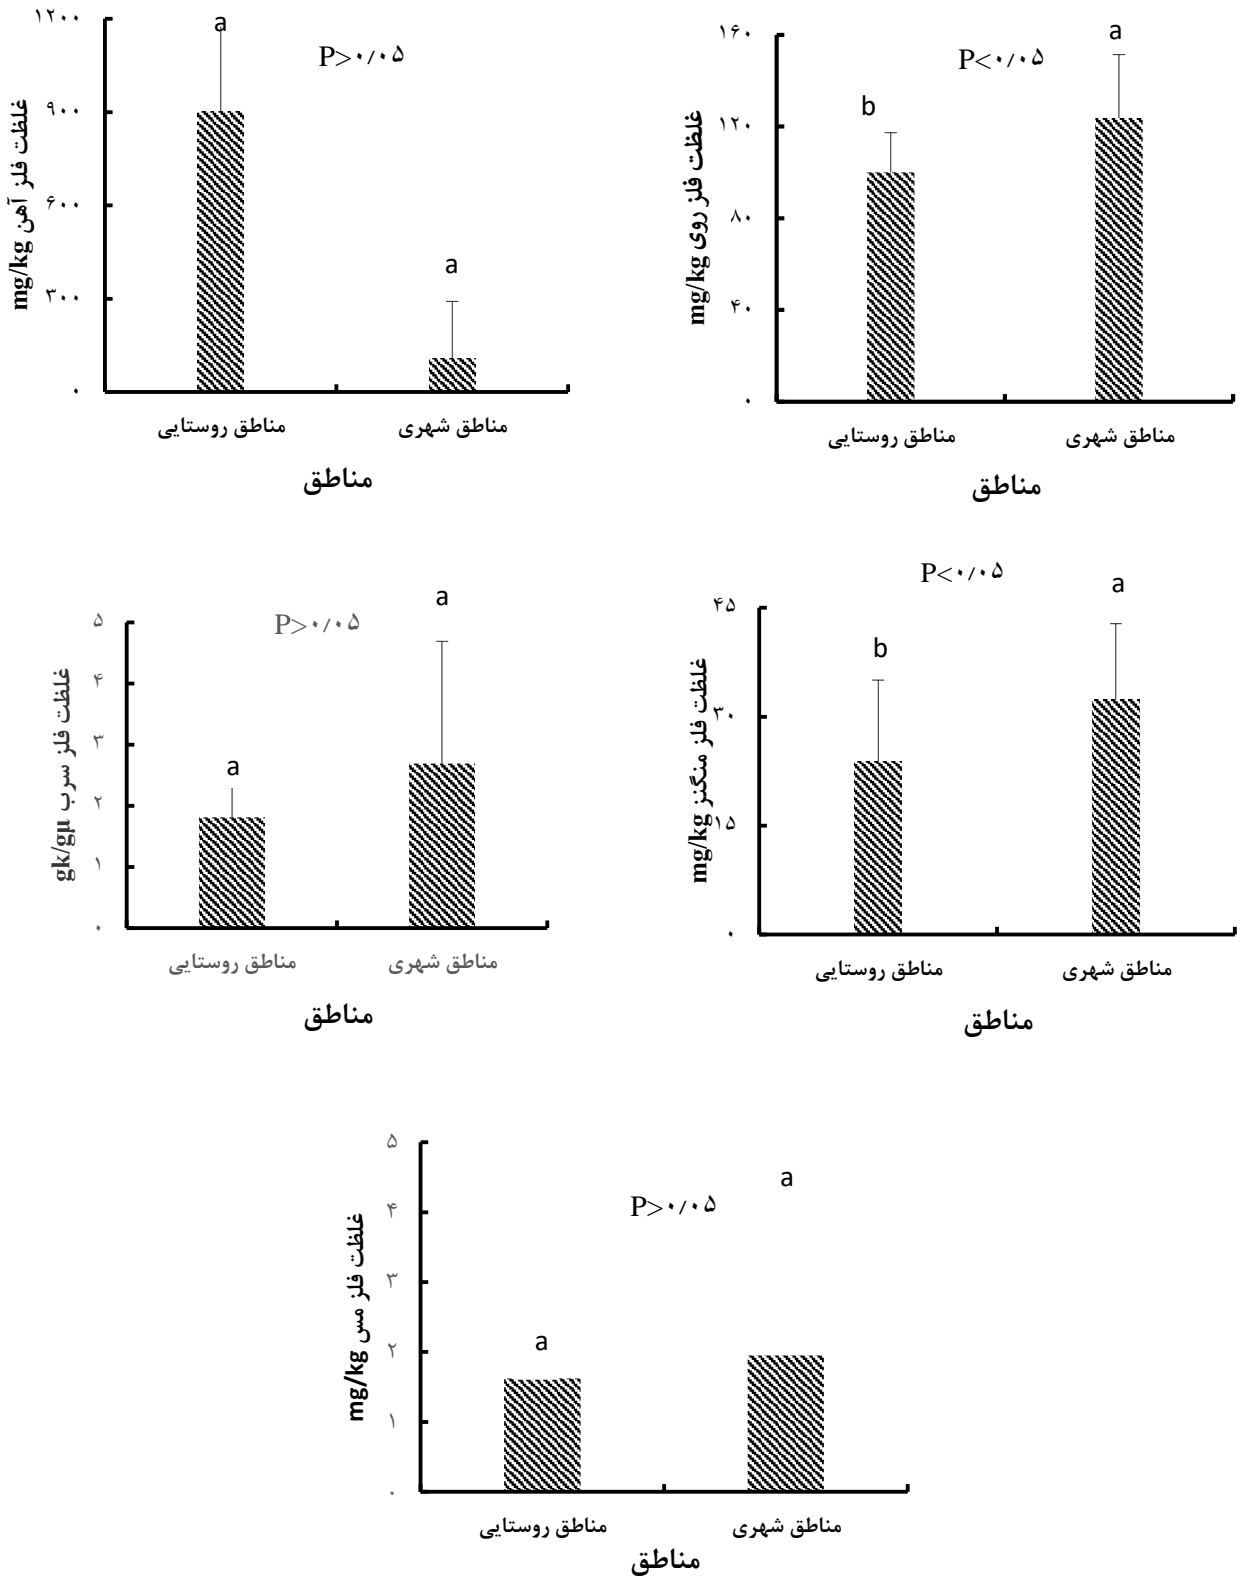 ۱۲۰۰
۹۰۰
۶۰۰
۳۰۰
۰
غلظت فلز آهن mg/kg
a
P>۰/۰۵
a
مناطق روستایی
مناطق شهری
مناطق
۱۶۰
۱۲۰
۸۰
۴۰
۰
غلظت فلز روی mg/kg
b
P<۰/۰۵
a
مناطق روستایی
مناطق شهری
مناطق
۵
۴
۳
۲
۱
۰
غلظت فلز سرب gk/gµ
a
P>۰/۰۵
a
مناطق روستایی
مناطق شهری
مناطق
۴۵
۳۰
۱۵
۰
غلظت فلز منگنز mg/kg
b
P<۰/۰۵
a
مناطق روستایی
مناطق شهری
مناطق
۵
۴
۳
۲
۱
۰
غلظت فلز مس mg/kg
a
P>۰/۰۵
a
مناطق روستایی
مناطق شهری
مناطق